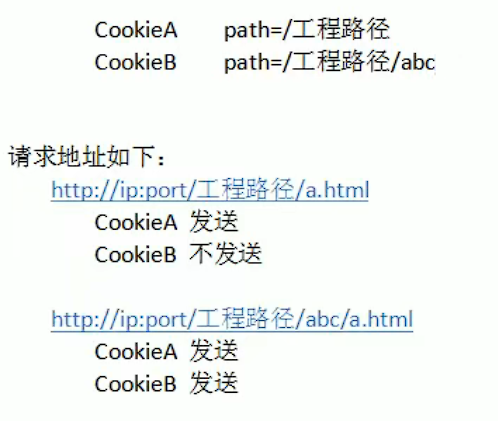 CookieA path=/工程路径
CookieB path=/工程路径/abc
请求地址如下：
http://ip:port/工程路径/a.html
CookieA 发送
CookieB 不发送
http://ip:port/工程路径/abc/a.html
CookieA 发送
CookieB 发送